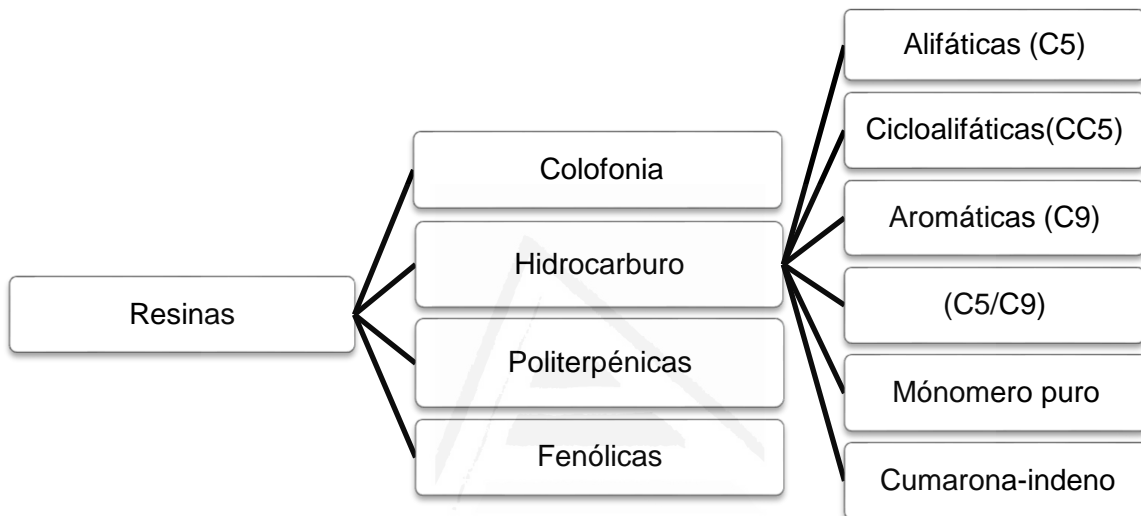 Resinas
Colofonia
Hidrocarburo
Politerpénicas
Fenólicas
Alifáticas (C5)
Cicloalifáticas(CC5)
Aromáticas (C9)
(C5/C9)
Mónomero puro
Cumarona-indeno